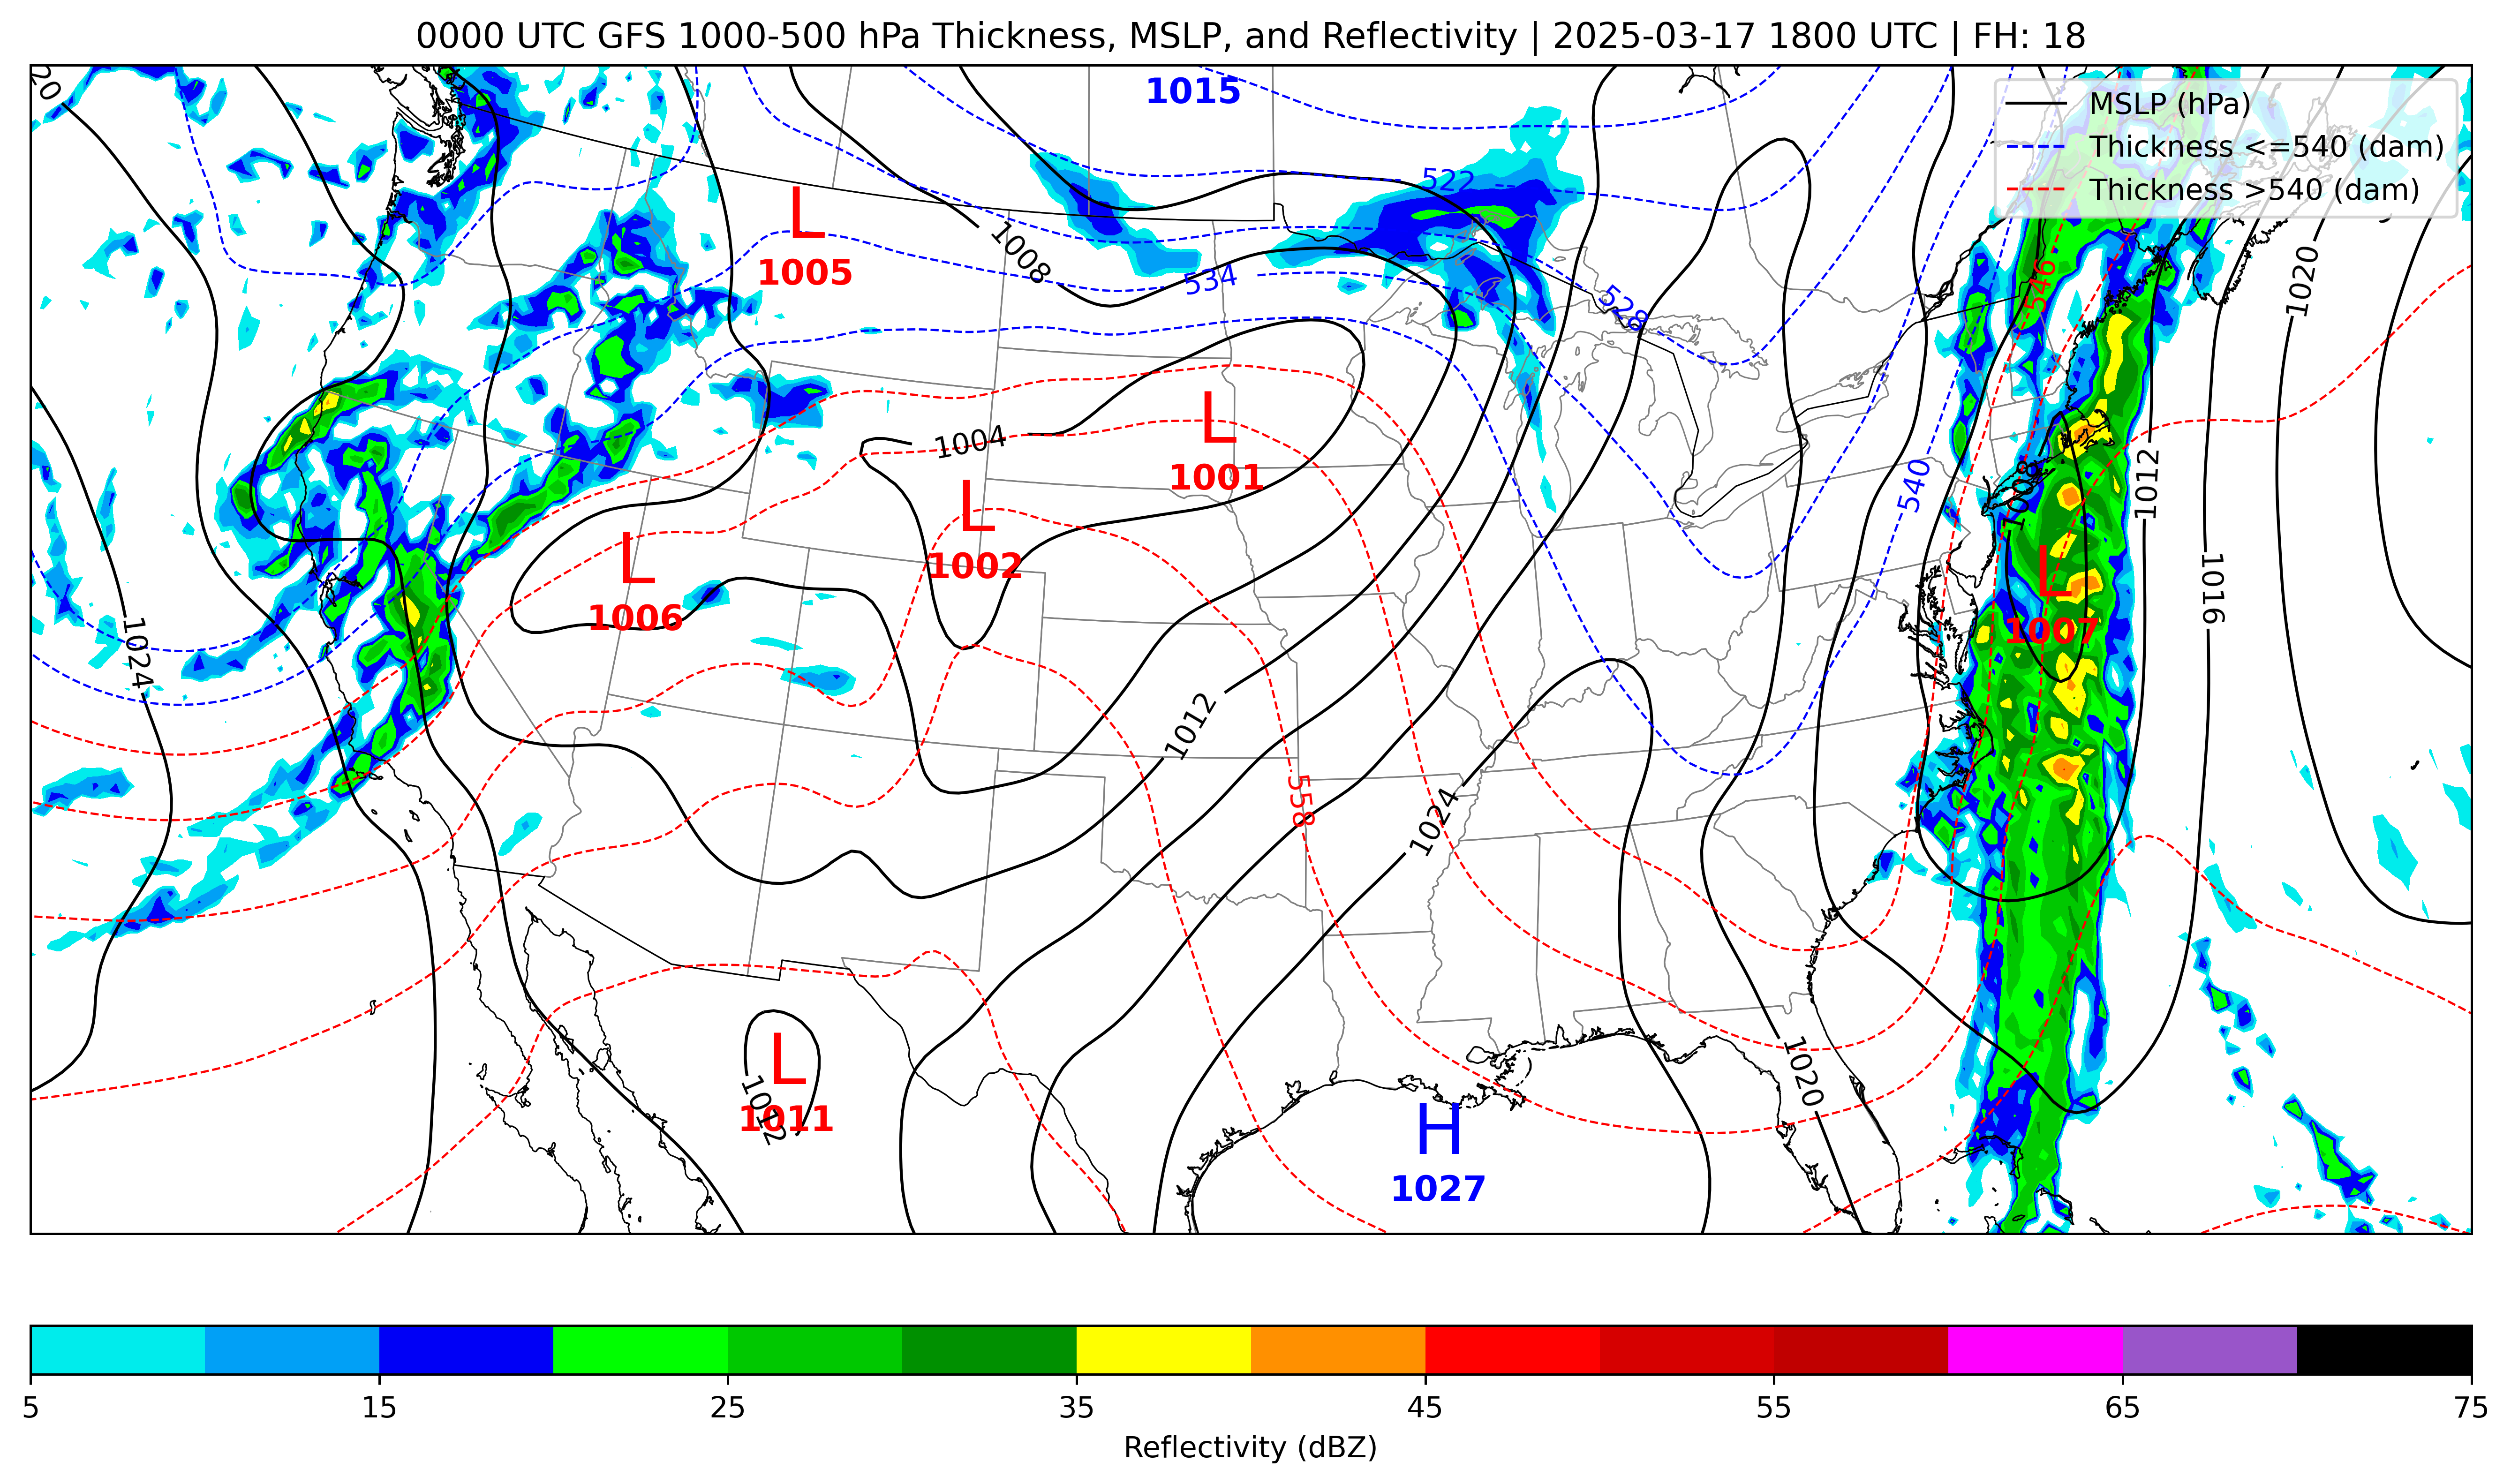 0000 UTC GFS 1000-500 hPa Thickness, MSLP, and Reflectivity | 2025-03-17 1800 UTC | FH: 18
20
1015
MSLP (hPa)
Thickness <=540 (dam)
Thickness >540 (dam)
522
L
1005
1008
534
528
546
1020
L
1001
1004
L
1002
540
1008
1012
L
1006
L
1007
1016
1024
1012
558
1024
L
1011
1012
1020
H
1027
5
15
25
35
45
55
65
75
Reflectivity (dBZ)